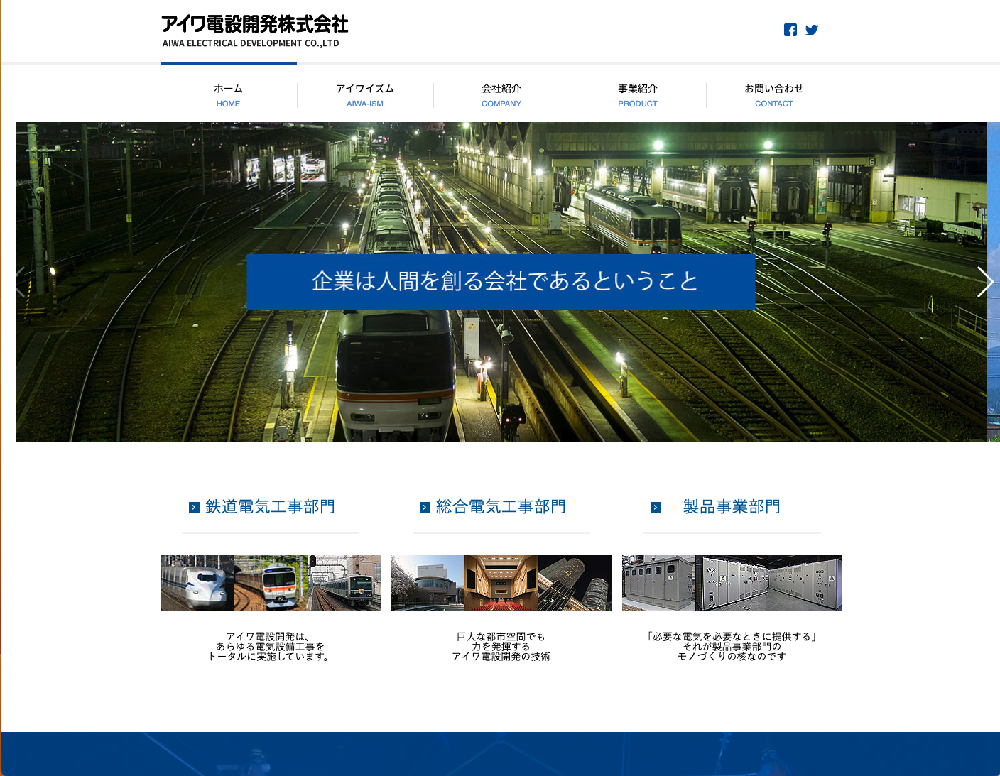 アイワ電設開発株式会社
AIWA ELECTRICAL DEVELOPMENT CO.,LTD
ホーム
HOME
アイワイズム
AIWA-ISM
会社紹介
COMPANY
事業紹介
PRODUCT
お問い合わせ
CONTACT
2
3
4
5
6
企業は人間を創る会社であるということ
鉄道電気工事部門
総合電気工事部門
製品事業部門
アイワ電設開発は、
あらゆる電気設備工事を
トータルに実施しています。
巨大な都市空間でも
力を発揮する
アイワ電設開発の技術
「必要な電気を必要なときに提供する」
それが製品事業部門の
モノづくりの核なのです